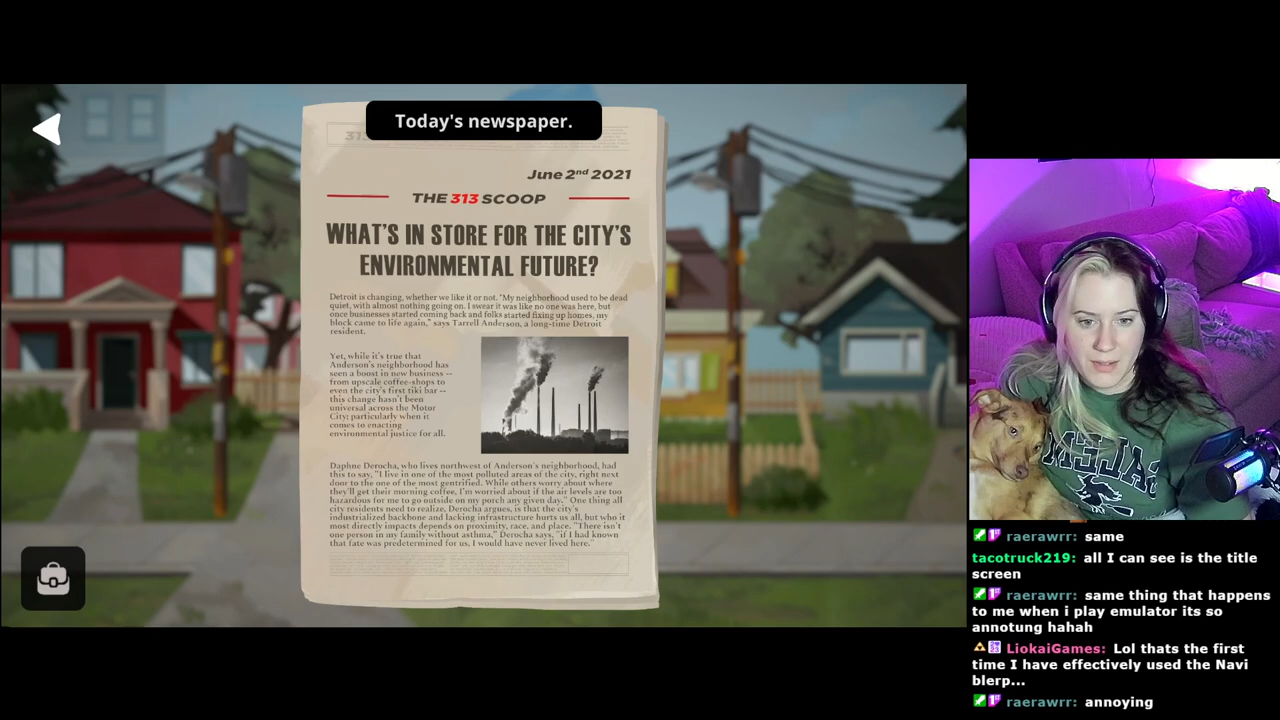 Today's newspaper.
June 2nd 2021
THE 313 SCOOP
WHAT'S IN STORE FOR THE CITY'S
ENVIRONMENTAL FUTURE?
Detroit is changing, whether we like it or not. "My neighborhood used to be dead
quiet, with almost nothing going on. I swear it was like no one was here, but
once businesses started coming back and folks started fixing up homes, my
block came to life again," says Tarrell Anderson, a long-time Detroit
resident.
Yet, while it's true that
Anderson's neighborhood has
seen a boost in new business --
from upscale coffee-shops to
even the city's first tiki bar --
this change hasn't been
universal across the Motor
City; particularly when it
comes to enacting
environmental justice for all.
Daphne Derocha, who lives northwest of Anderson's neighborhood, had
this to say, "I live in one of the most polluted areas of the city, right next
door to the one of the most gentrified. While others worry about where
they'll get their morning coffee, I'm worried about if the air levels are too
hazardous for me to go outside on my porch any given day." One thing all
city residents need to realize, Derocha argues, is that the city's
industrialized backbone and lacking infrastructure hurts us all, but who it
most directly impacts depends on proximity, race, and place. "There isn't
one person in my family without asthma," Derocha says, "if I had known
that fate was predetermined for us, I would have never lived here."
SALEM
raerawrr: same
tacotruck219: all I can see is the title
screen
raerawrr: same thing that happens
to me when i play emulator its so
annotung hahah
LiokaiGames: Lol thats the first
time I have effectively used the Navi
blerp...
raerawrr: annoying